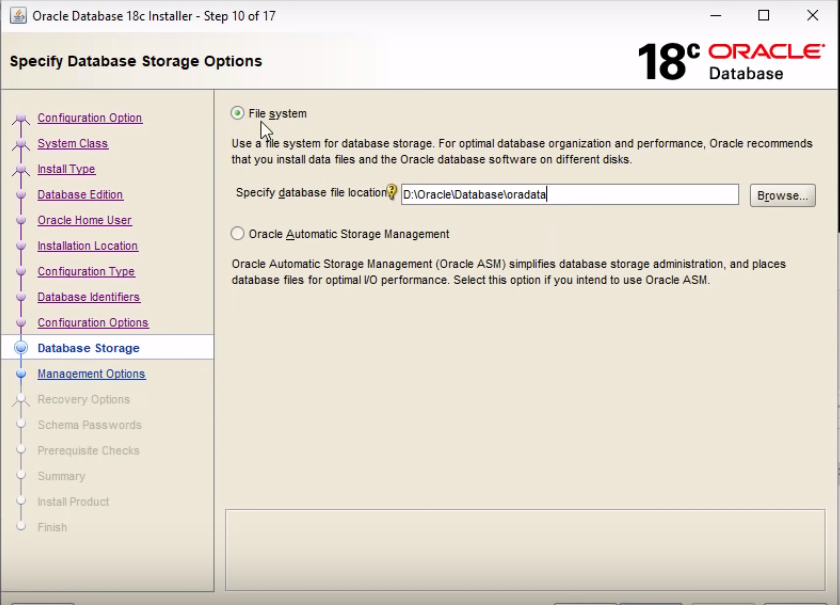 Oracle Database 18c Installer - Step 10 of 17
Specify Database Storage Options
18c ORACLE
Database
Configuration Option
System Class
Install Type
Database Edition
Oracle Home User
Installation Location
Configuration Type
Database Identifiers
Configuration Options
Database Storage
Management Options
Recovery Options
Schema Passwords
Prerequisite Checks
Summary
Install Product
Finish
File system
Use a file system for database storage. For optimal database organization and performance, Oracle recommends
that you install data files and the Oracle database software on different disks.
Specify database file location
D:\Oracle\Database\oradata
Browse...
Oracle Automatic Storage Management
Oracle Automatic Storage Management (Oracle ASM) simplifies database storage administration, and places
database files for optimal I/O performance. Select this option if you intend to use Oracle ASM.